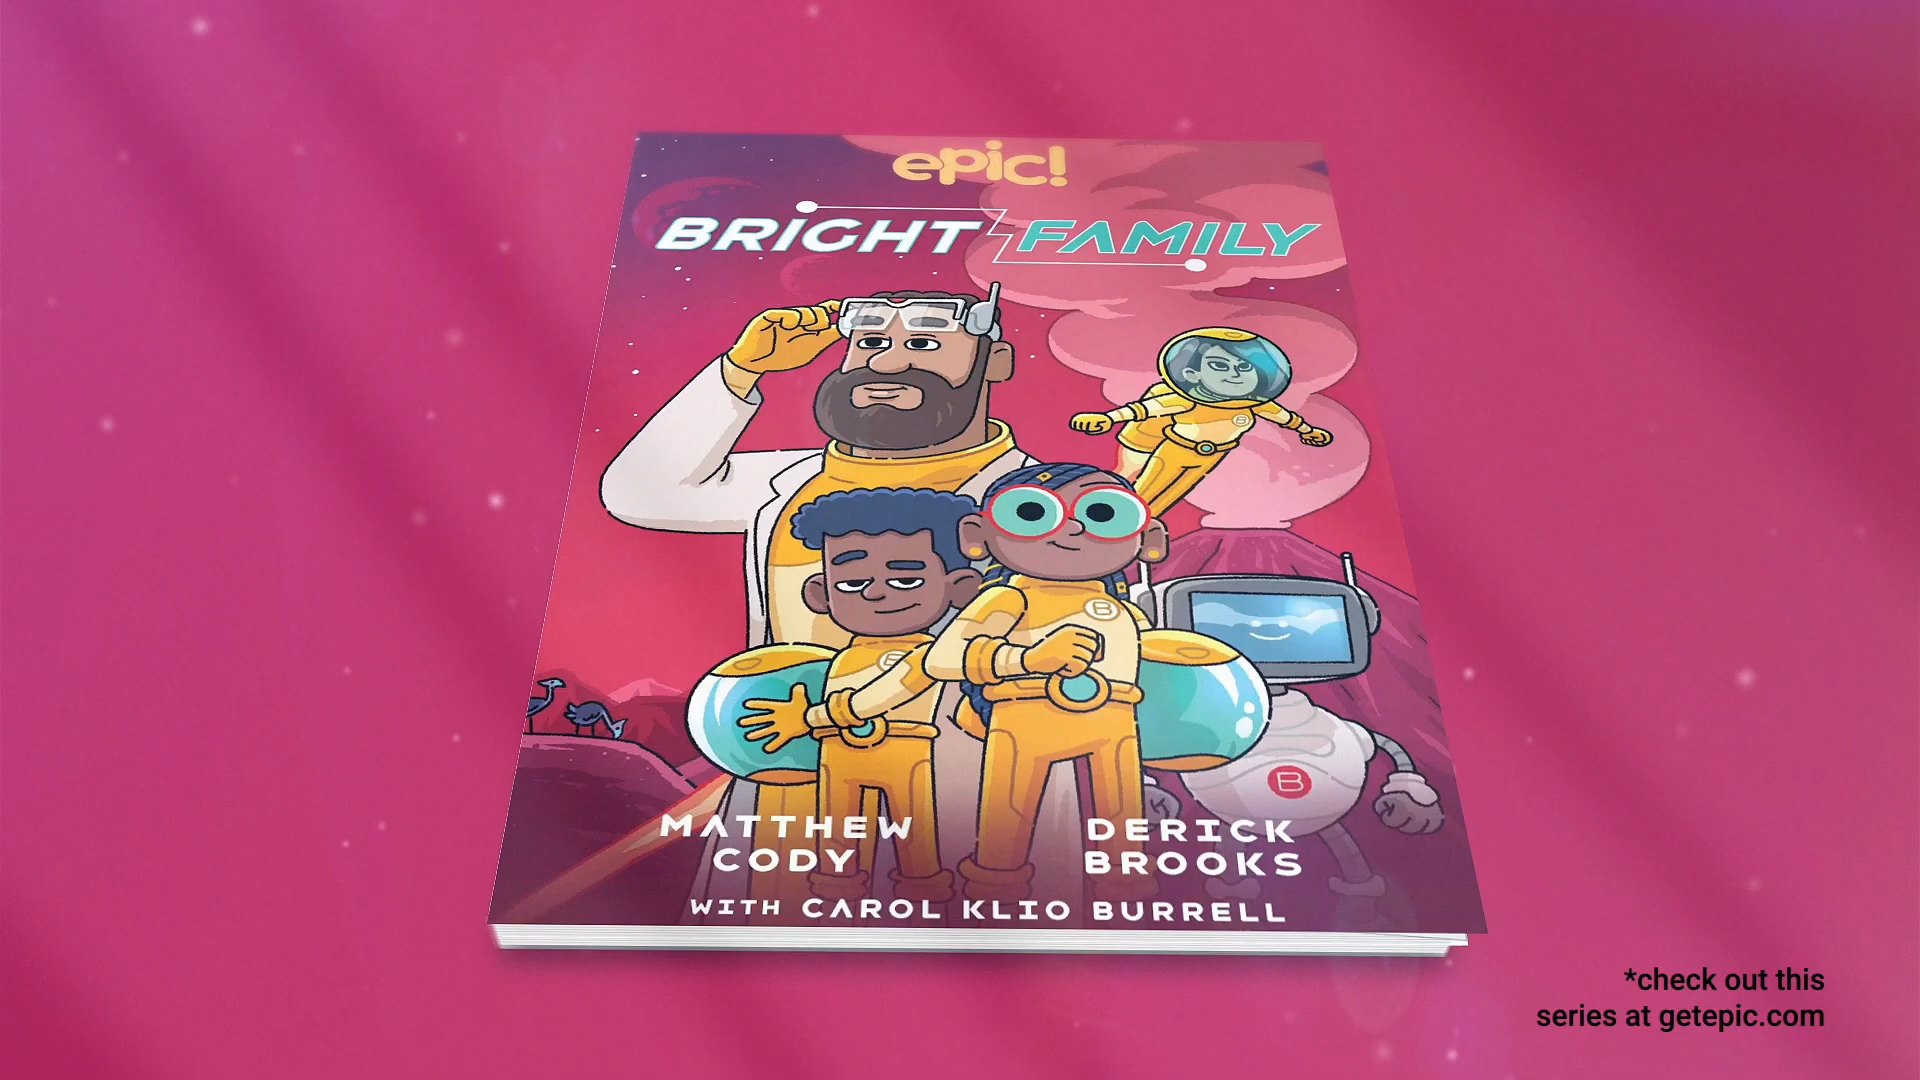 epic!
BRIGHT FAMILY
B
B
B
B
MATTHEW
CODY
DERICK
BROOKS
WITH CAROL KLIO BURRELL
*check out this
series at getepic.com